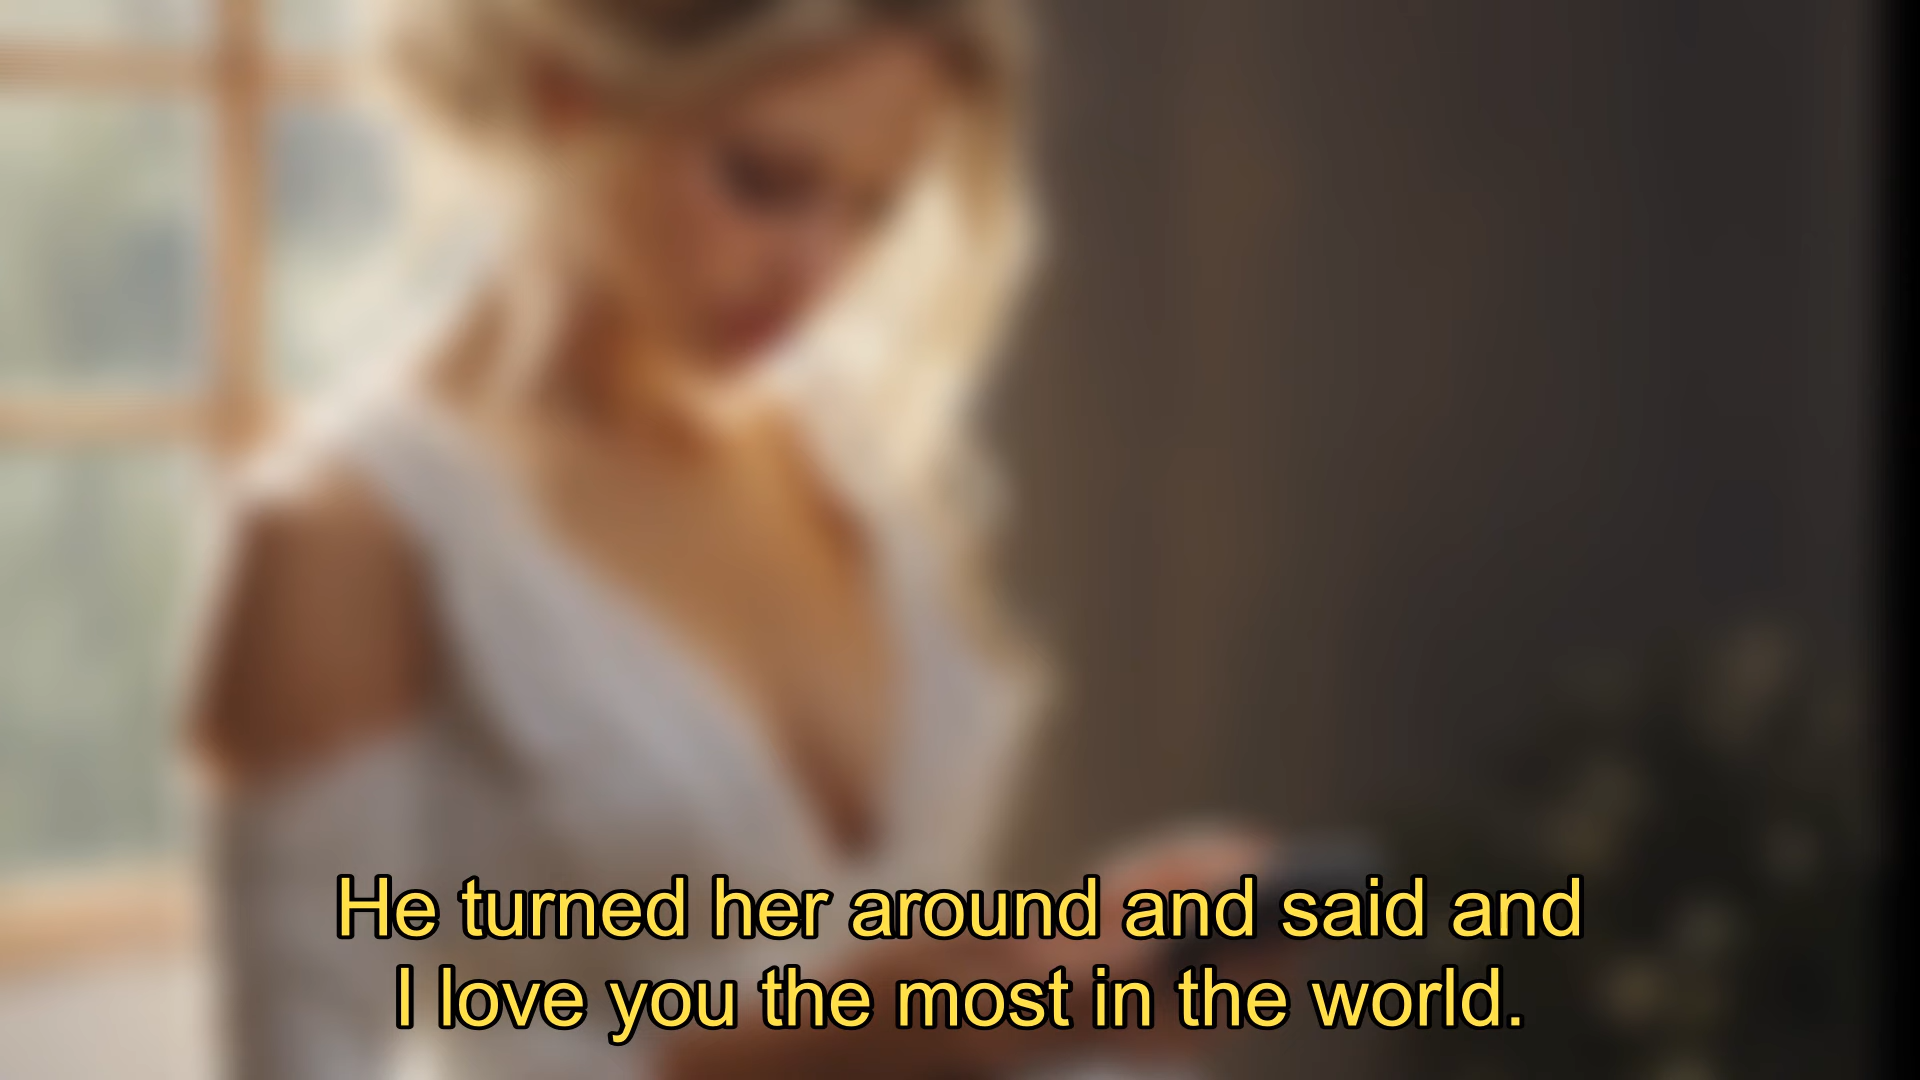 He turned her around and said and
I love you the most in the world.